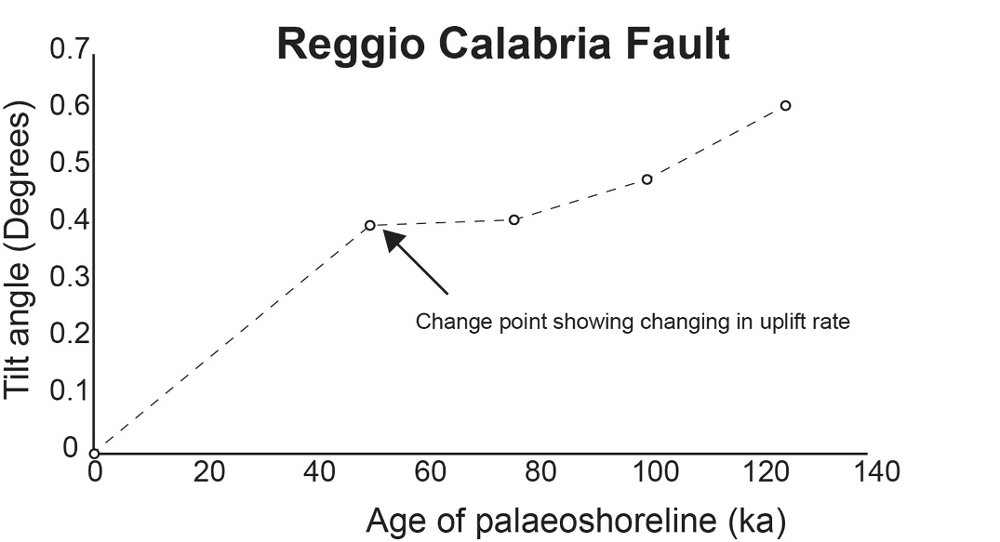 Reggio Calabria Fault
0.7
0.6
0.5
0.4
0.3
0.2
0.1
0
Tilt angle (Degrees)
Change point showing changing in uplift rate
0 20 40 60 80 100 120 140
Age of palaeoshoreline (ka)